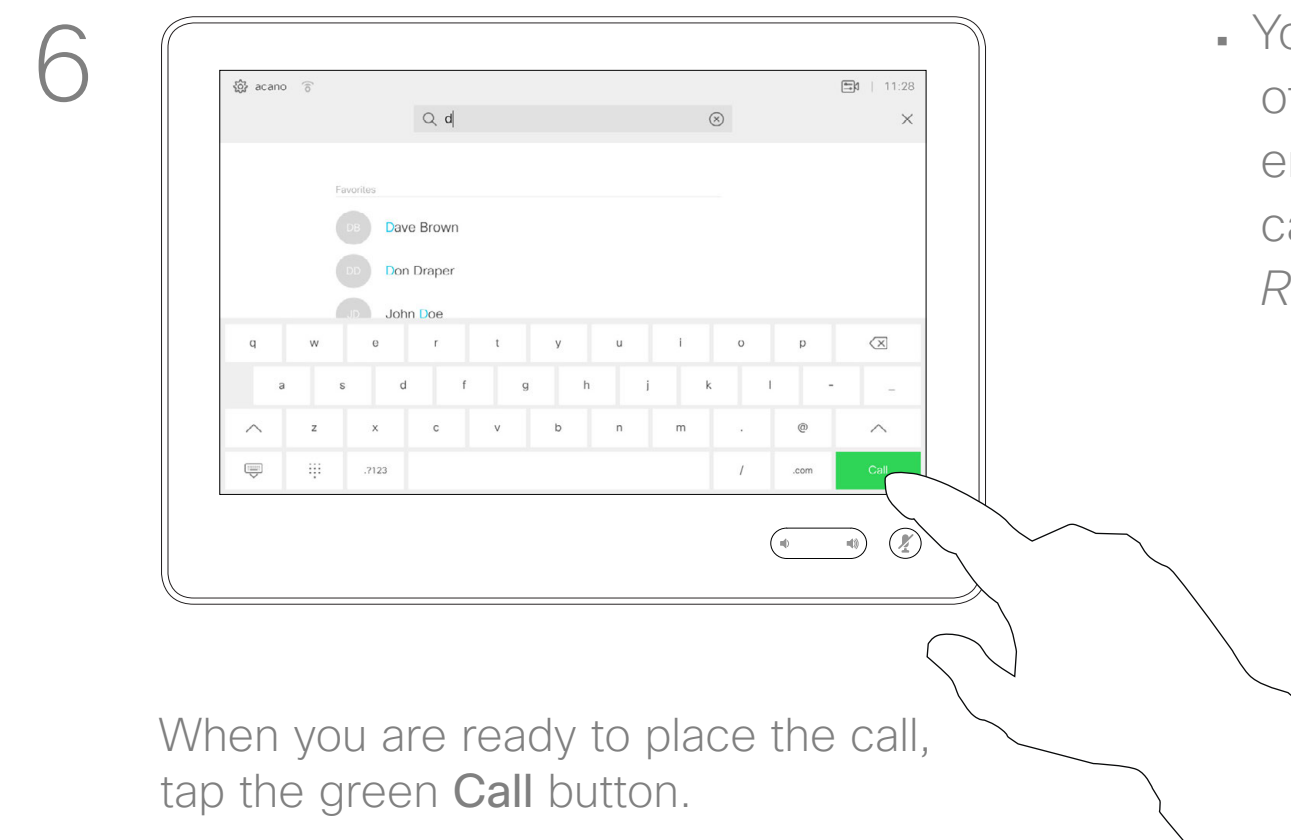 6
acano | 11:28
d
Favorites
DB Dave Brown
DD Don Draper
JD John Doe
q w e r t y u i o p
a s d f g h j k l - _
z x c v b n m . @
.?123 / .com Call
When you are ready to place the call,
tap the green Call button.